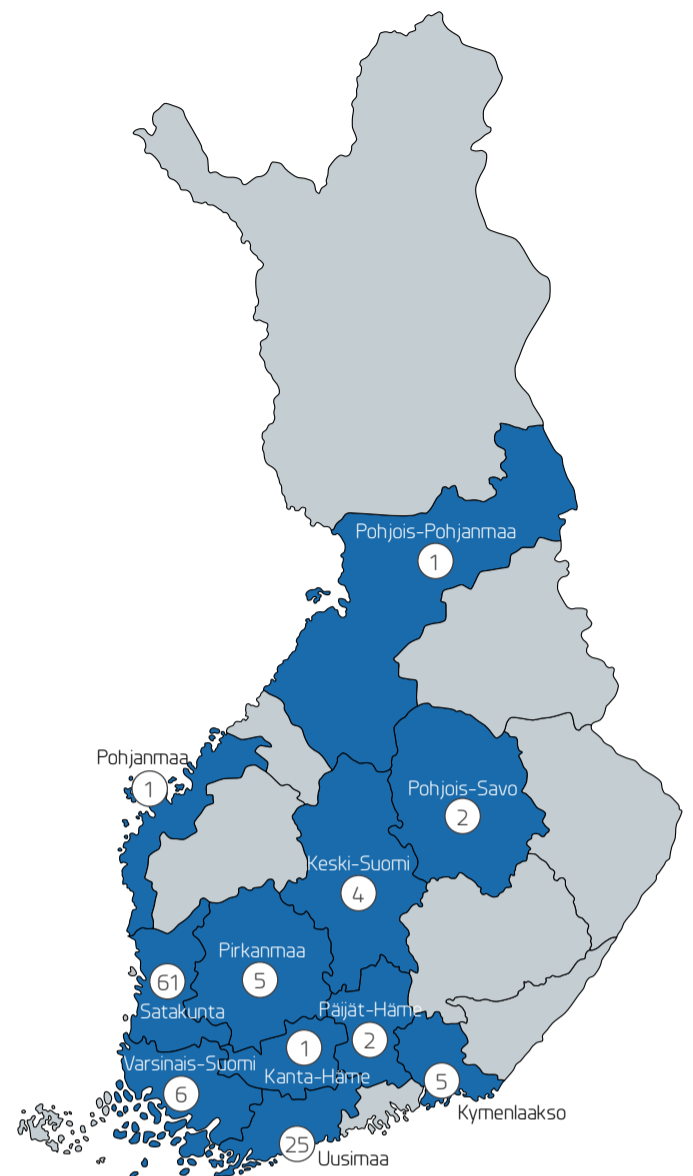 Pohjois-Pohjanmaa
1
Pohjanmaa
1
Pohjois-Savo
2
Keski-Suomi
4
Pirkanmaa
5
61
Satakunta
Päijät-Häme
2
1
Kanta-Häme
Varsinais-Suomi
6
5
Kymenlaakso
25
Uusimaa